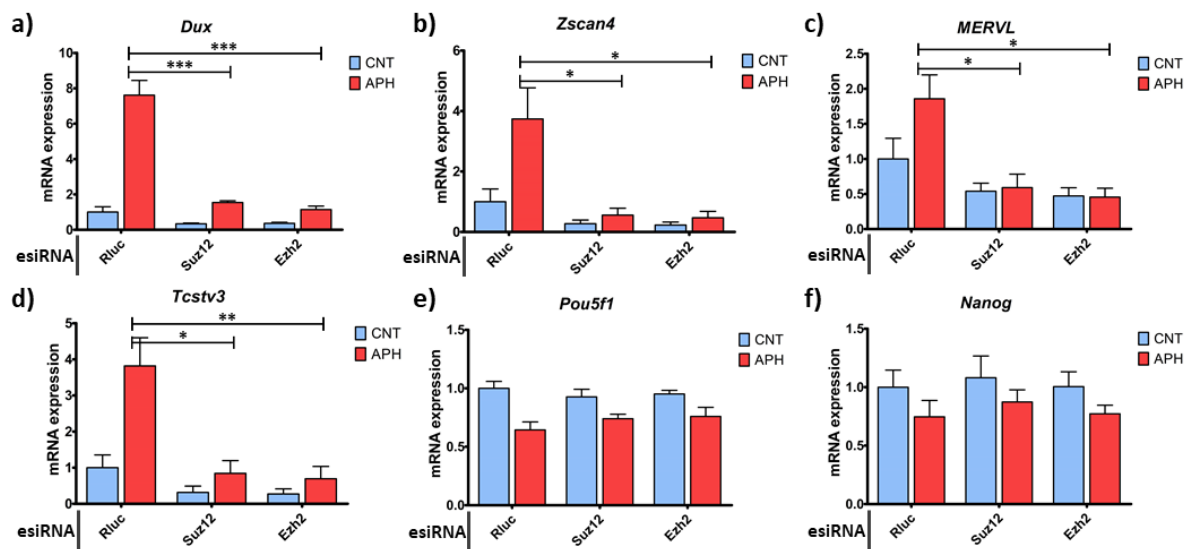 a)
Dux
mRNA expression
10
8
6
4
2
0
***
***
CNT
APH
esiRNA
Rluc
Suz12
Ezh2
b)
Zscan4
mRNA expression
6
4
2
0
*
*
CNT
APH
esiRNA
Rluc
Suz12
Ezh2
c)
MERVL
mRNA expression
2.5
2.0
1.5
1.0
0.5
0.0
*
*
CNT
APH
esiRNA
Rluc
Suz12
Ezh2
d)
Tcstv3
mRNA expression
5
4
3
2
1
0
**
*
CNT
APH
esiRNA
Rluc
Suz12
Ezh2
e)
Pou5f1
mRNA expression
1.5
1.0
0.5
0.0
CNT
APH
esiRNA
Rluc
Suz12
Ezh2
f)
Nanog
mRNA expression
1.5
1.0
0.5
0.0
CNT
APH
esiRNA
Rluc
Suz12
Ezh2